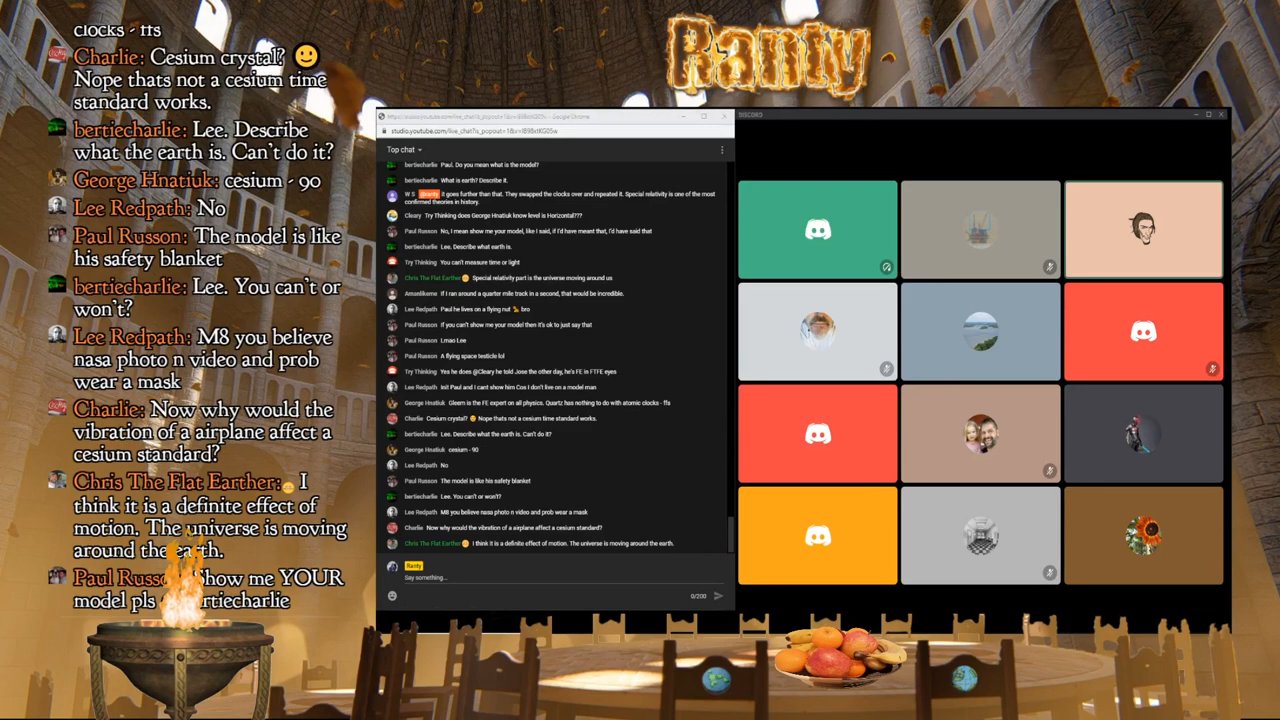 clocks - ffs
Charlie: Cesium crystal? 🙂
Nope thats not a cesium time
standard works.
bertiecharlie: Lee. Describe
what the earth is. Can't do it?
George Hnatiuk: cesium - 90
Lee Redpath: No
Paul Russon: The model is like
his safety blanket
bertiecharlie: Lee. You can't or
won't?
Lee Redpath: M8 you believe
nasa photo n video and prob
wear a mask
Charlie: Now why would the
vibration of a airplane affect a
cesium standard?
Chris The Flat Earther: I
think it is a definite effect of
motion. The universe is moving
around the earth.
Paul Russo Show me YOUR
model pls rtiecharlie
Ranty
studio.youtube.com/live_chat?is_popout=1&v=I898xtKG05w
Top chat
bertiecharlie Paul. Do you mean what is the model?
bertiecharlie What is earth? Describe it.
W S @ranty it goes further than that. They swapped the clocks over and repeated it. Special relativity is one of the most
confirmed theories in history.
Cleary Try Thinking does George Hnatiuk know level is Horizontal???
Paul Russon No, I mean show me your model, like I said, if I'd have meant that, I'd have said that
bertiecharlie Lee. Describe what earth is.
Try Thinking You can't measure time or light
Chris The Flat Earther Special relativity part is the universe moving around us
Amanlikeme If I ran around a quarter mile track in a second, that would be incredible.
Lee Redpath Paul he lives on a flying nut bro
Paul Russon If you can't show me your model then it's ok to just say that
Paul Russon Lmao Lee
Paul Russon A flying space testicle lol
Try Thinking Yes he does @Cleary he told Jose the other day, he's FE in FTFE eyes
Lee Redpath Init Paul and I cant show him Cos I don't live on a model man
George Hnatiuk Gleem is the FE expert on all physics. Quartz has nothing to do with atomic clocks - ffs
Charlie Cesium crystal? 🙂 Nope thats not a cesium time standard works.
bertiecharlie Lee. Describe what the earth is. Can't do it?
George Hnatiuk cesium - 90
Lee Redpath No
Paul Russon The model is like his safety blanket
bertiecharlie Lee. You can't or won't?
Lee Redpath M8 you believe nasa photo n video and prob wear a mask
Charlie Now why would the vibration of a airplane affect a cesium standard?
Chris The Flat Earther I think it is a definite effect of motion. The universe is moving around the earth.
Ranty
Say something...
0/200
DISCORD